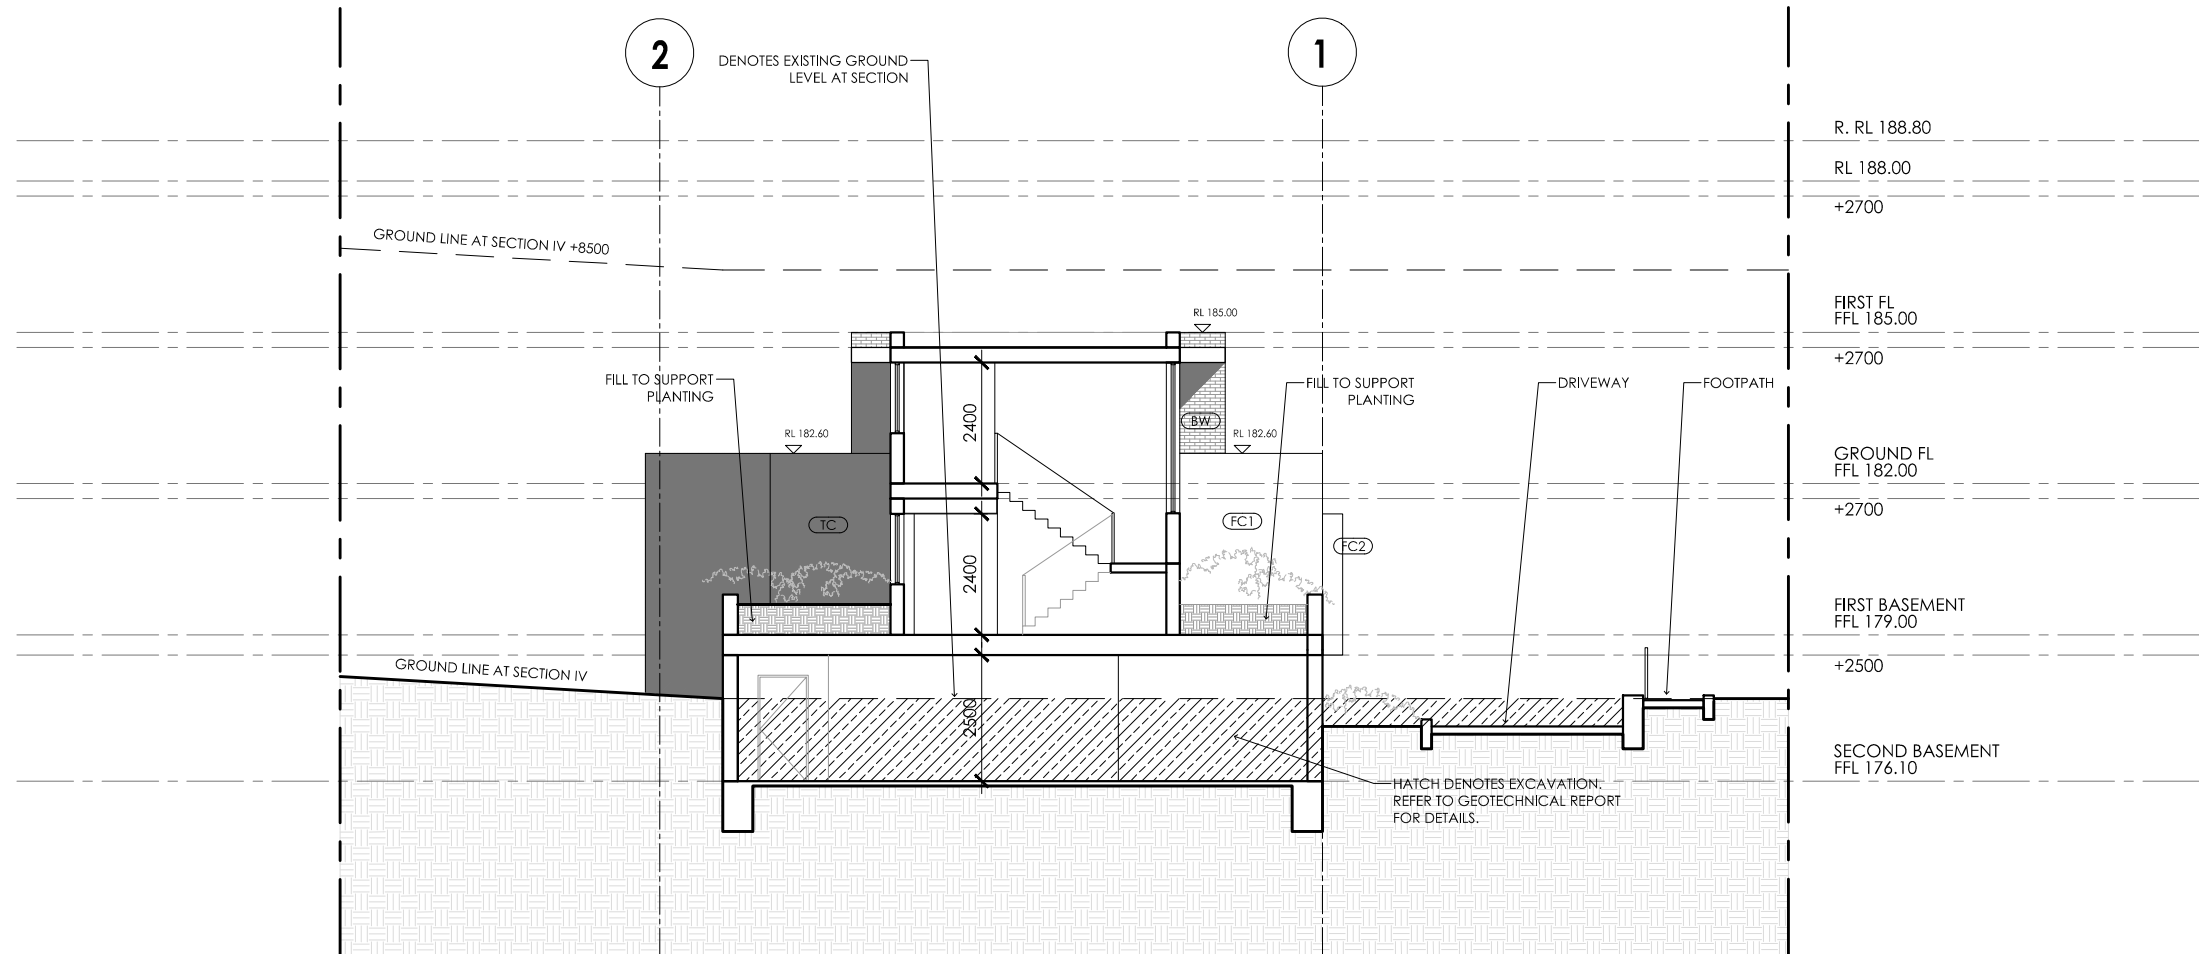 2
1
DENOTES EXISTING GROUND
LEVEL AT SECTION
R. RL 188.80
RL 188.00
+2700
GROUND LINE AT SECTION IV +8500
FIRST FL
FFL 185.00
RL 185.00
+2700
FILL TO SUPPORT
PLANTING
FILL TO SUPPORT
PLANTING
DRIVEWAY
FOOTPATH
2400
BW
RL 182.60
RL 182.60
GROUND FL
FFL 182.00
+2700
TC
FC1
FC2
2400
FIRST BASEMENT
FFL 179.00
+2500
GROUND LINE AT SECTION IV
2500
SECOND BASEMENT
FFL 176.10
HATCH DENOTES EXCAVATION.
REFER TO GEOTECHNICAL REPORT
FOR DETAILS.